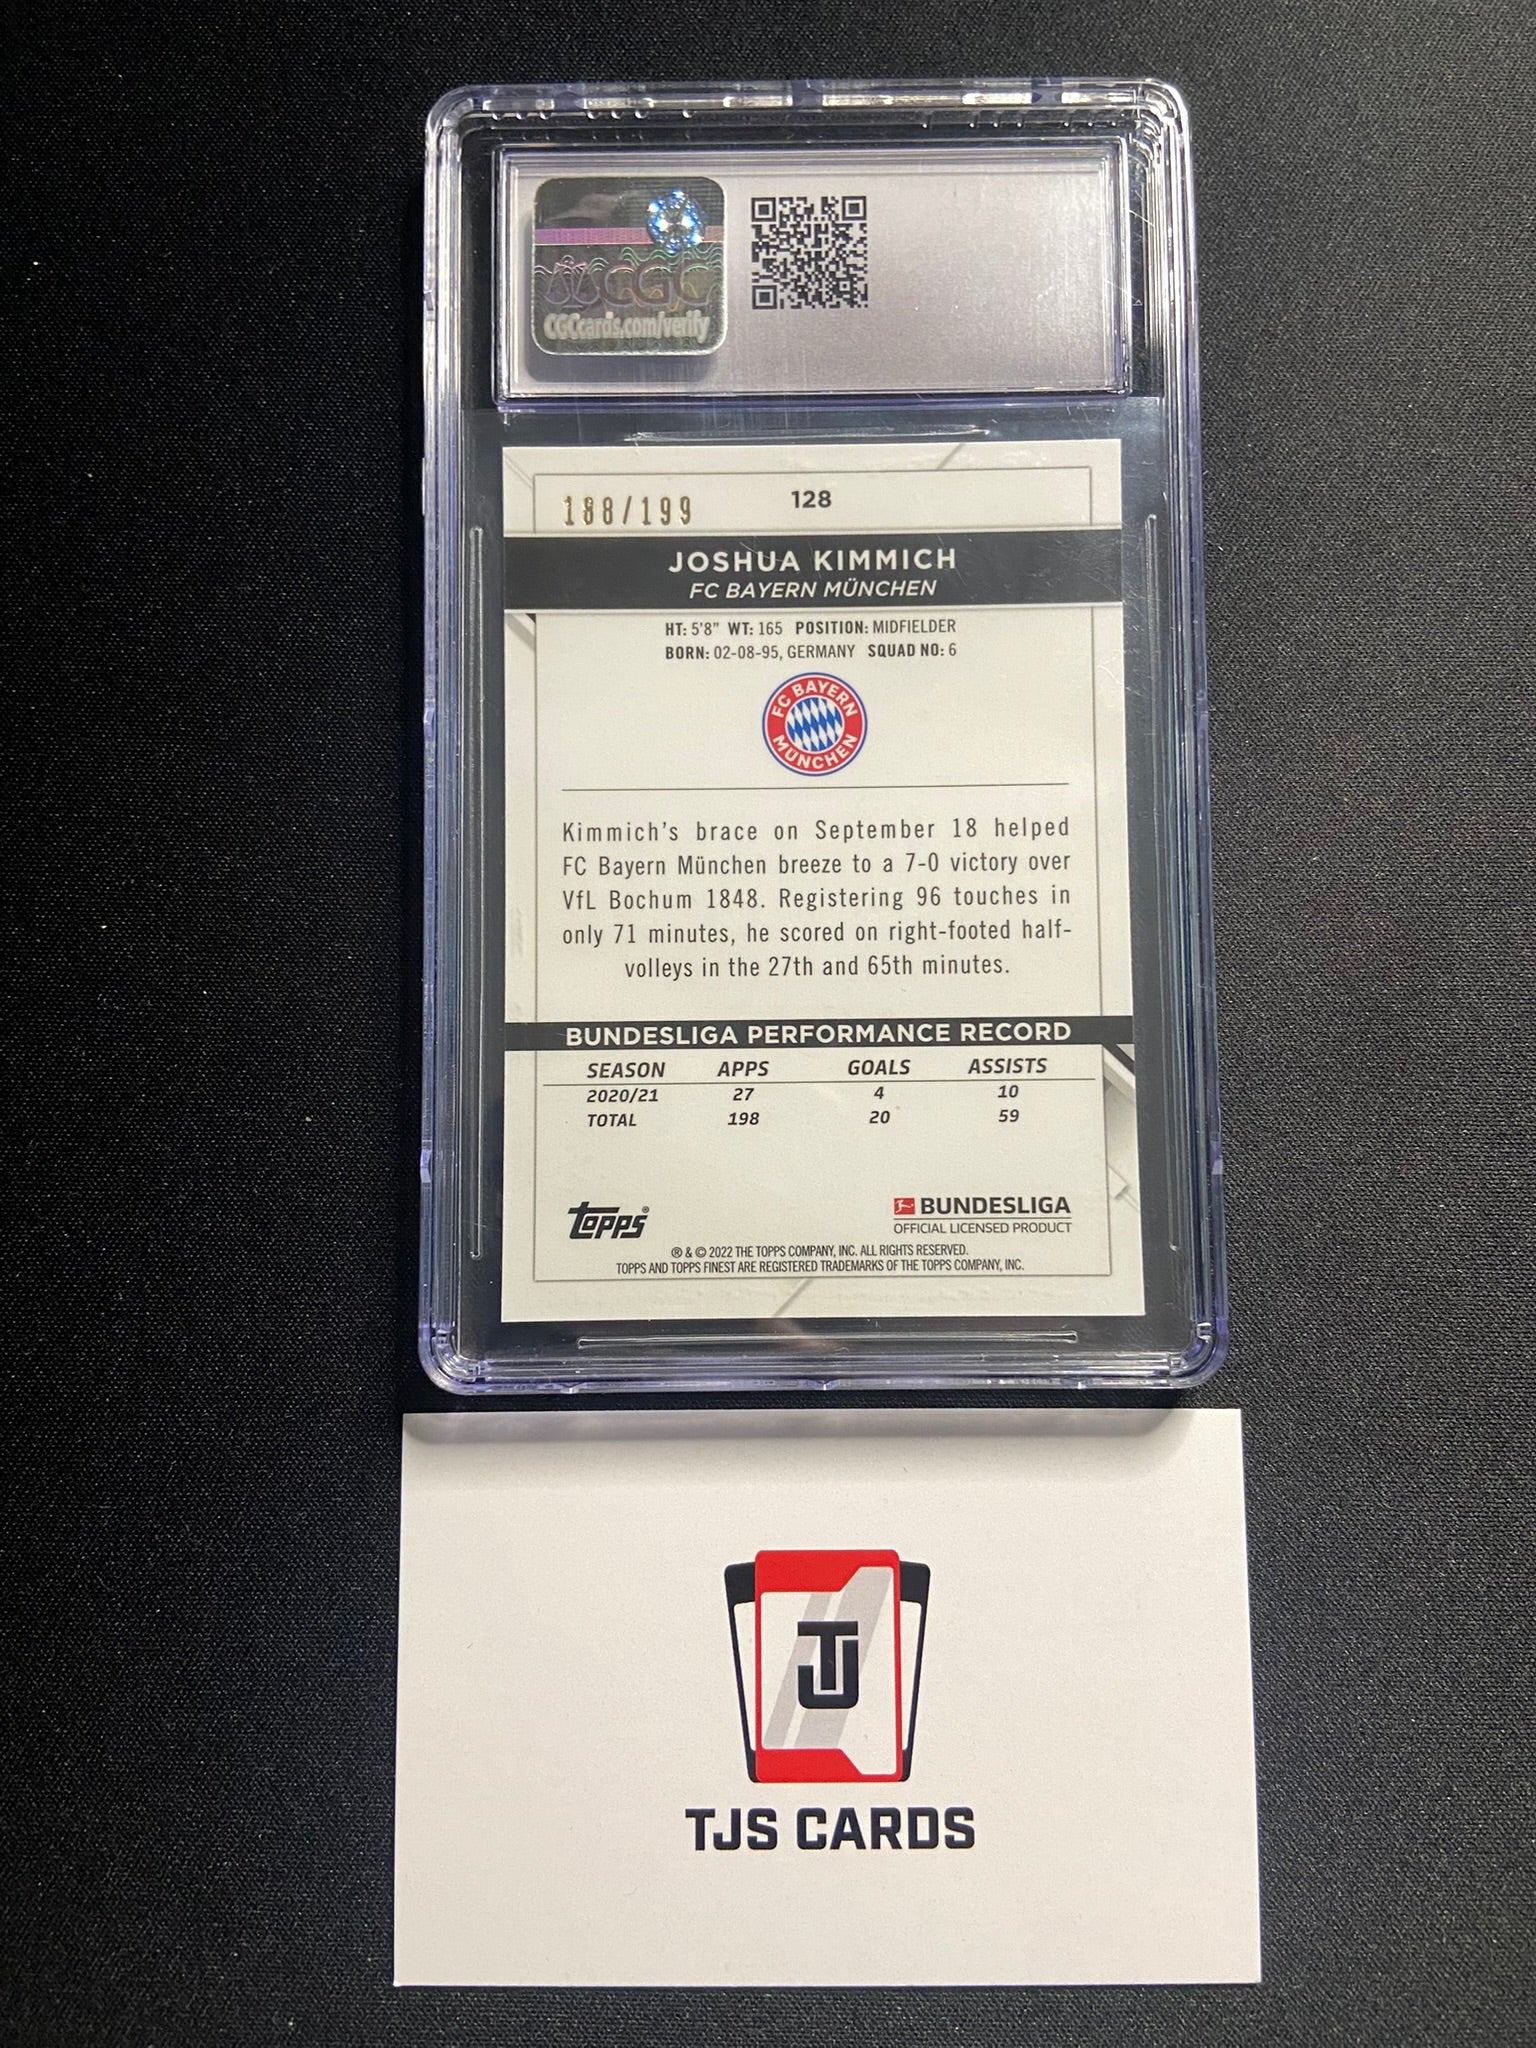 CGC
CGCcards.com/verify
188/199
128
JOSHUA KIMMICH
FC BAYERN MÜNCHEN
HT: 5'8" WT: 165 POSITION: MIDFIELDER
BORN: 02-08-95, GERMANY SQUAD NO: 6
FC BAYERN
MÜNCHEN
Kimmich's brace on September 18 helped
FC Bayern München breeze to a 7-0 victory over
VfL Bochum 1848. Registering 96 touches in
only 71 minutes, he scored on right-footed half-
volleys in the 27th and 65th minutes.
BUNDESLIGA PERFORMANCE RECORD
SEASON APPS GOALS ASSISTS
2020/21 27 4 10
TOTAL 198 20 59
topps®
BUNDESLIGA
OFFICIAL LICENSED PRODUCT
® & © 2022 THE TOPPS COMPANY, INC. ALL RIGHTS RESERVED.
TOPPS AND TOPPS FINEST ARE REGISTERED TRADEMARKS OF THE TOPPS COMPANY, INC.
TJ
TJS CARDS